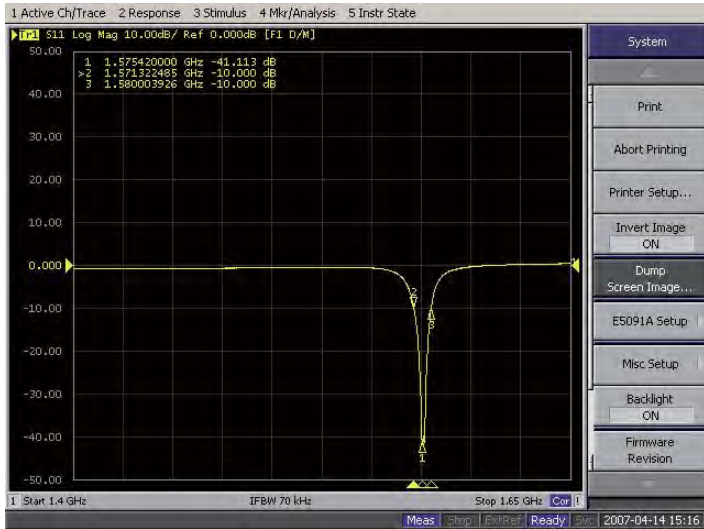 1 Active Ch/Trace 2 Response 3 Stimulus 4 Mkr/Analysis 5 Instr State
Tr1 S11 Log Mag 10.00dB/ Ref 0.000dB [F1 D/M]
50.00
1 1.575420000 GHz -41.113 dB
>2 1.571322485 GHz -10.000 dB
3 1.580003926 GHz -10.000 dB
40.00
30.00
20.00
10.00
0.000
-10.00
-20.00
-30.00
-40.00
-50.00
2
3
1
1 Start 1.4 GHz IFBW 70 kHz Stop 1.65 GHz Cor !
System
Print
Abort Printing
Printer Setup...
Invert Image
ON
Dump
Screen Image...
E5091A Setup
Misc Setup
Backlight
ON
Firmware
Revision
Meas Stop ExtRef Ready Svc 2007-04-14 15:16